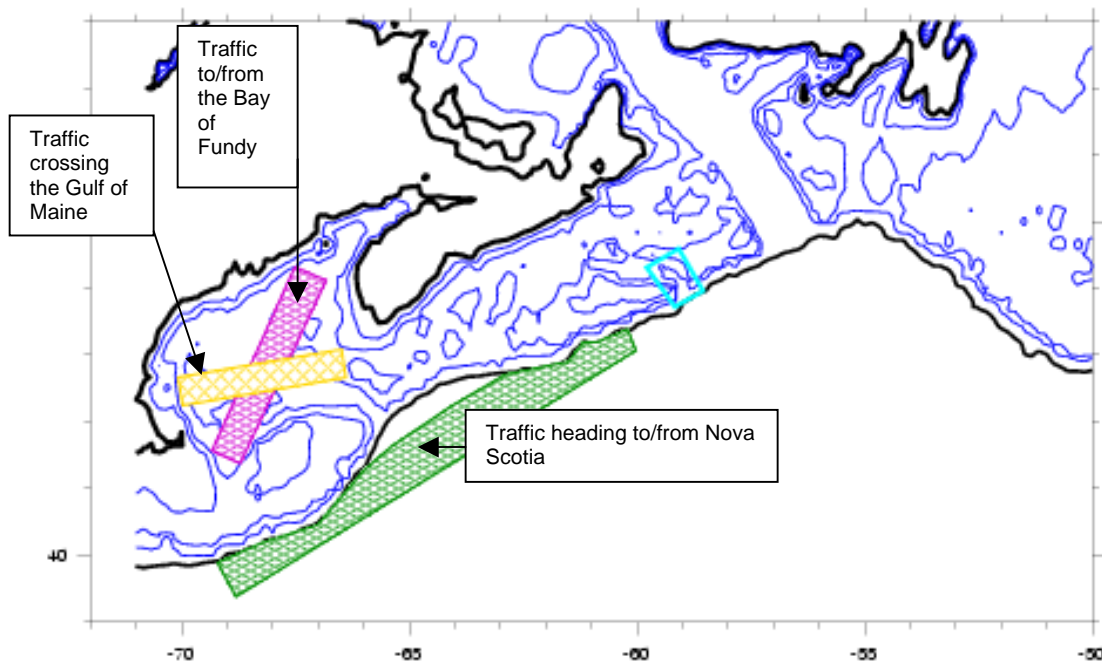 Traffic
to/from
the Bay
of
Fundy
Traffic
crossing
the Gulf of
Maine
Traffic heading to/from Nova
Scotia
40
-70
-65
-60
-55
-50